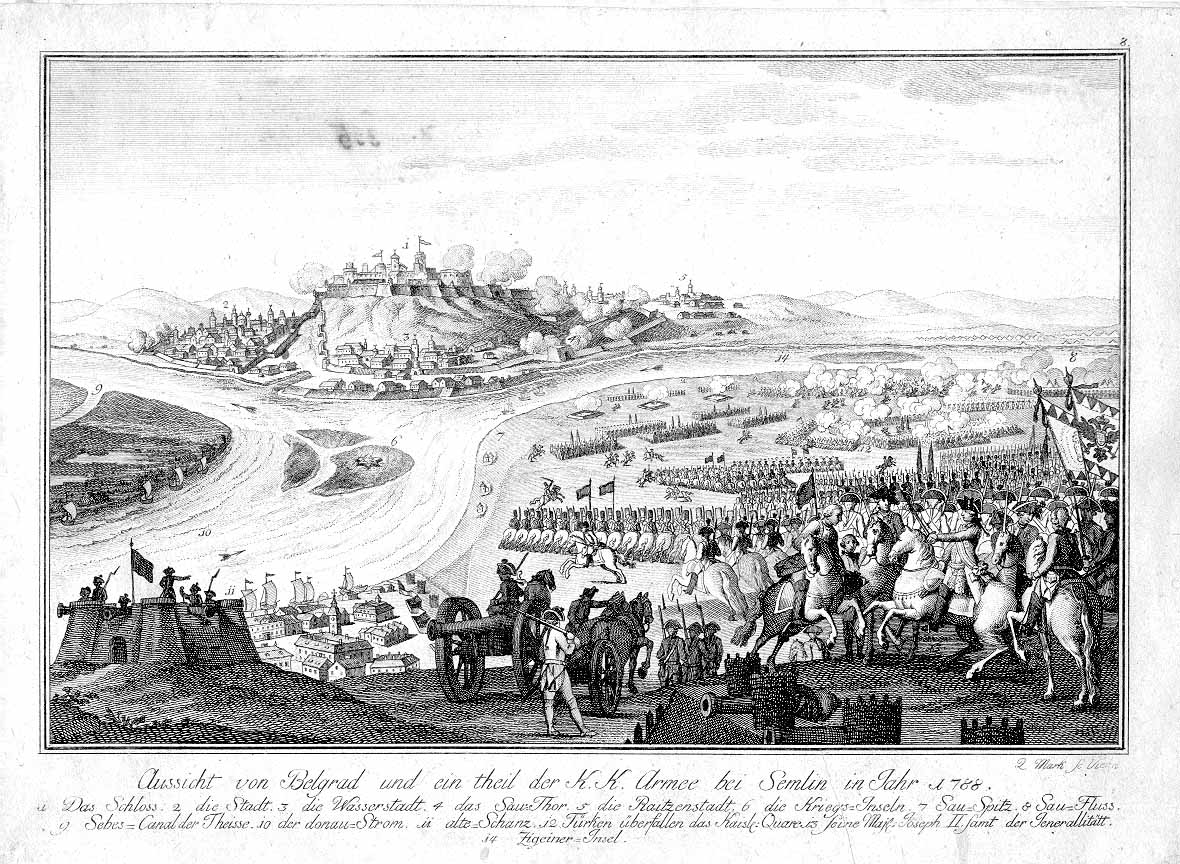 8.
1
2
5
9
6
7
14
8
10
11
Q. Mark sc. Vienn
Aussicht von Belgrad und ein theil der K. K. Armee bei Semlin in Jahr 1788.
1 Das Schloss. 2 die Stadt. 3 die Wasserstadt. 4 das Sau=Thor. 5 die Raitzenstadt, 6 die Kriegs=Inseln. 7 Sau=Spitz. 8 Sau=Fluss.
9 Sebes=Canal der Theisse. 10 der donau=Strom. 11 alte=Schanz. 12 Türken überfallen das Kaisl: Quare. 13 seine Maj: Joseph II. samt der Generallität.
14 Zigeiner=Insel.